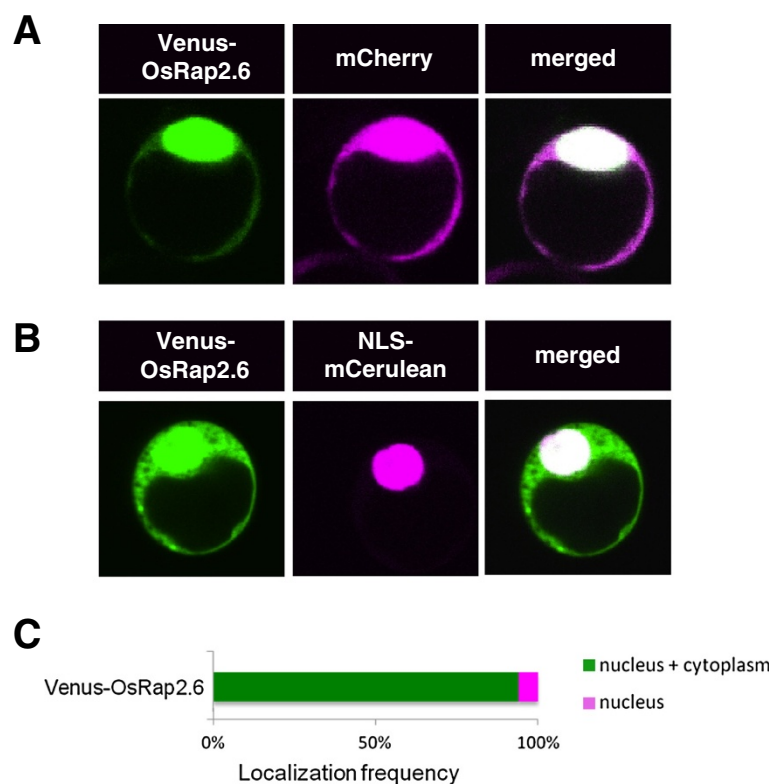 A
Venus-
OsRap2.6
mCherry
merged
B
Venus-
OsRap2.6
NLS-
mCerulean
merged
C
Venus-OsRap2.6
nucleus + cytoplasm
nucleus
0%
50%
100%
Localization frequency